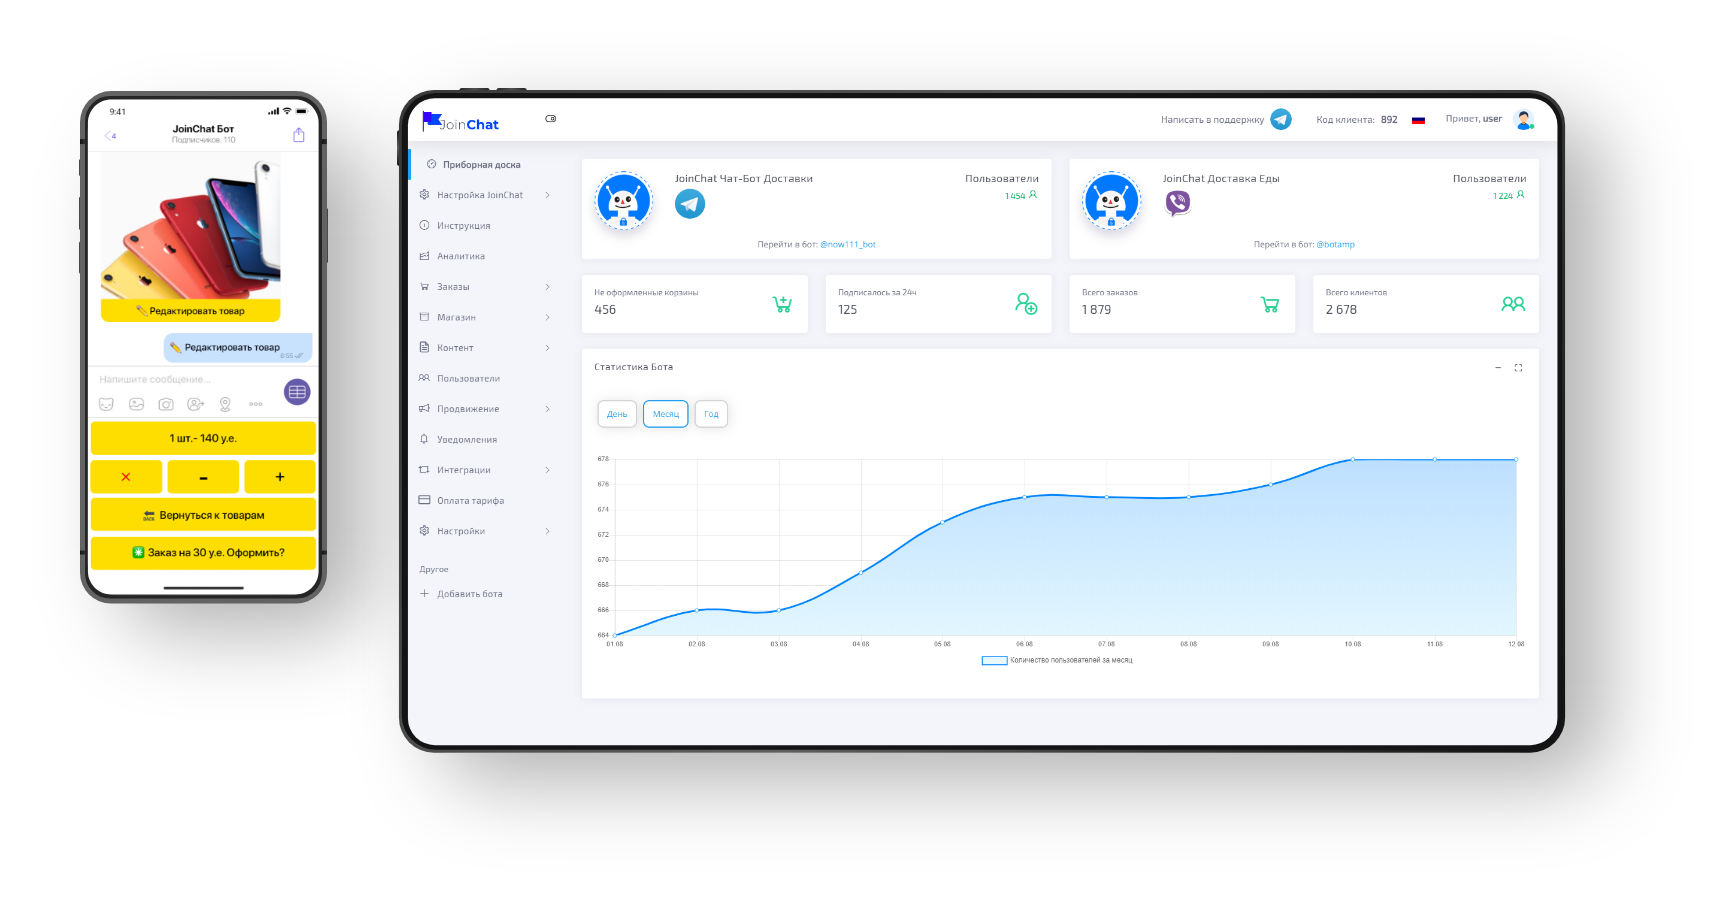 9:41
4
JoinChat Бот
Подписчиков: 110
✏️ Редактировать товар
✏️ Редактировать товар
8:55
Напишите сообщение...
1 шт.- 140 у.е.
×
–
+
BACK Вернуться к товарам
Заказ на 30 у.е. Оформить?
JoinChat
Написать в поддержку
Код клиента: 892
Привет, user
Приборная доска
Настройка JoinChat
Инструкция
Аналитика
Заказы
Магазин
Контент
Пользователи
Продвижение
Уведомления
Интеграции
Оплата тарифа
Настройки
Другое
+ Добавить бота
JoinChat Чат-Бот Доставки
Пользователи
1 454
Перейти в бот: @now111_bot
JoinChat Доставка Еды
Пользователи
1 224
Перейти в бот: @botamp
Не оформленные корзины
456
Подписалось за 24ч
125
Всего заказов
1 879
Всего клиентов
2 678
Статистика Бота
День
Месяц
Год
678
676
674
672
670
668
666
664
01.08 02.08 03.08 04.08 05.08 06.08 07.08 08.08 09.08 10.08 11.08 12.08
Количество пользователей за месяц